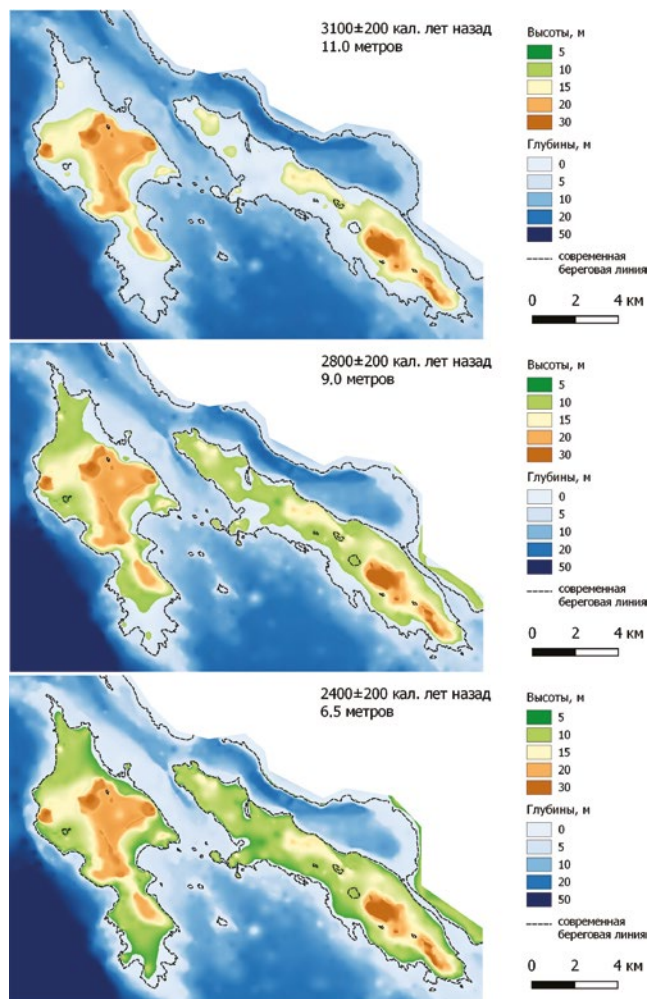 3100±200 кал. лет назад
11.0 метров
Высоты, м
5
10
15
20
30
Глубины, м
0
5
10
20
50
современная
береговая линия
0 2 4 км
2800±200 кал. лет назад
9.0 метров
Высоты, м
5
10
15
20
30
Глубины, м
0
5
10
20
50
современная
береговая линия
0 2 4 км
2400±200 кал. лет назад
6.5 метров
Высоты, м
5
10
15
20
30
Глубины, м
0
5
10
20
50
современная
береговая линия
0 2 4 км